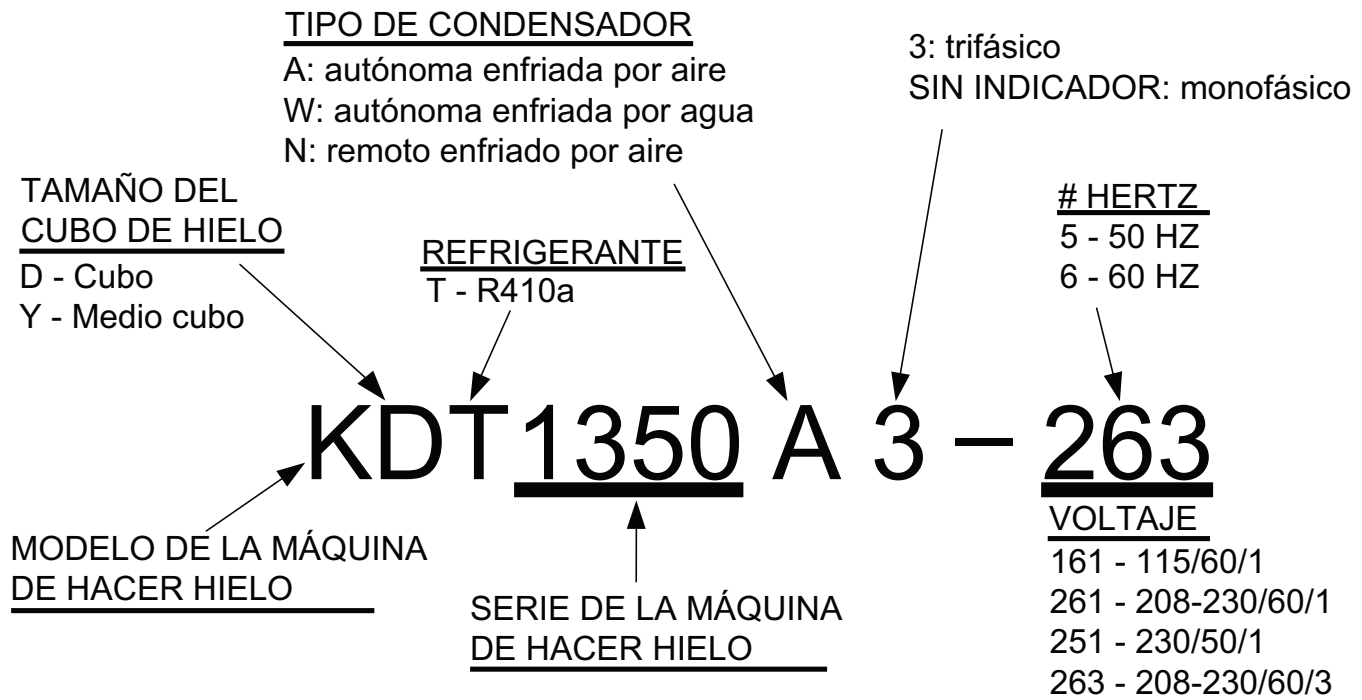 TIPO DE CONDENSADOR
A: autónoma enfriada por aire
W: autónoma enfriada por agua
N: remoto enfriado por aire
3: trifásico
SIN INDICADOR: monofásico
TAMAÑO DEL
CUBO DE HIELO
D - Cubo
Y - Medio cubo
REFRIGERANTE
T - R410a
# HERTZ
5 - 50 HZ
6 - 60 HZ
KDT1350 A 3 – 263
MODELO DE LA MÁQUINA
DE HACER HIELO
SERIE DE LA MÁQUINA
DE HACER HIELO
VOLTAJE
161 - 115/60/1
261 - 208-230/60/1
251 - 230/50/1
263 - 208-230/60/3